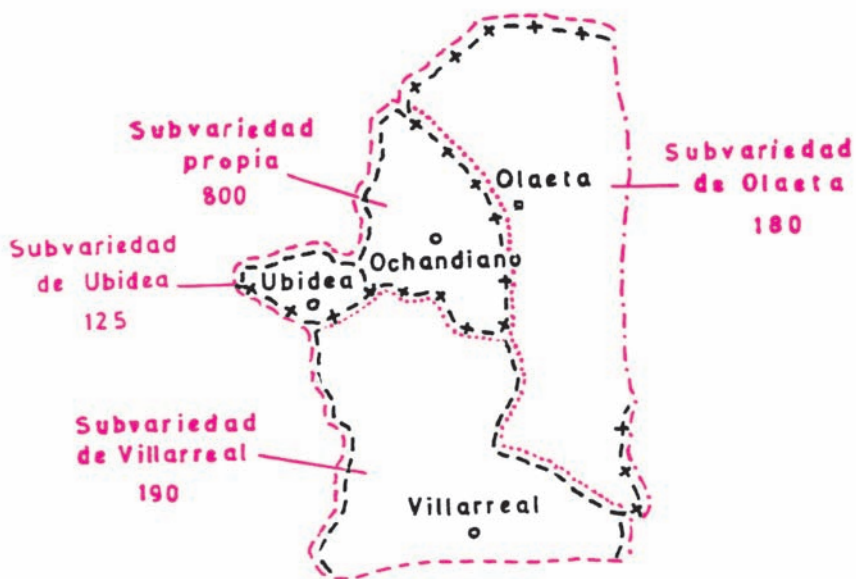 Subvariedad
propia
800
Olaeta
Subvariedad
de Olaeta
180
Subvariedad
de Ubidea
125
Ochandiano
Ubidea
Subvariedad
de Villarreal
190
Villarreal